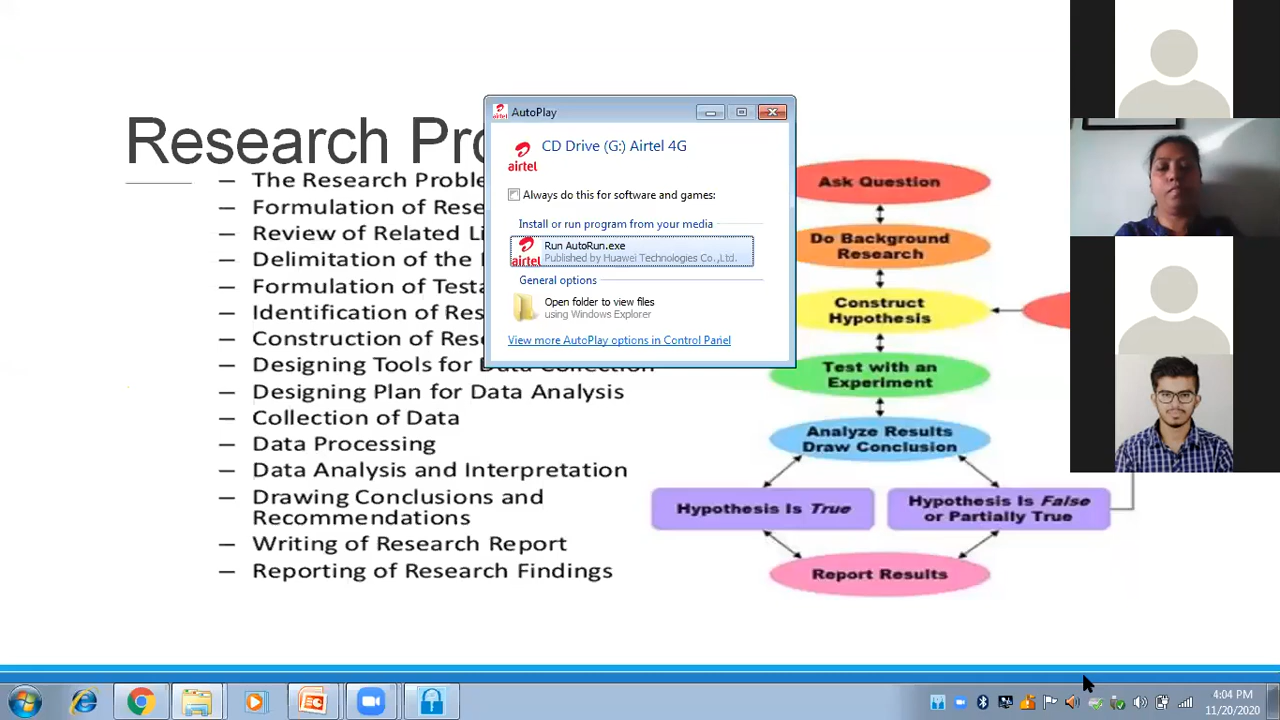 Research Pro
AutoPlay
CD Drive (G:) Airtel 4G
airtel
Always do this for software and games:
Install or run program from your media
airtel
Run AutoRun.exe
Published by Huawei Technologies Co.,Ltd.
General options
Open folder to view files
using Windows Explorer
View more AutoPlay options in Control Panel
– The Research Proble
– Formulation of Rese
– Review of Related Li
– Delimitation of the
– Formulation of Testa
– Identification of Res
– Construction of Rese
– Designing Tools for Data Collection
– Designing Plan for Data Analysis
– Collection of Data
– Data Processing
– Data Analysis and Interpretation
– Drawing Conclusions and
Recommendations
– Writing of Research Report
– Reporting of Research Findings
Ask Question
Do Background
Research
Construct
Hypothesis
Test with an
Experiment
Analyze Results
Draw Conclusion
Hypothesis Is True
Hypothesis Is False
or Partially True
Report Results
4:04 PM
11/20/2020